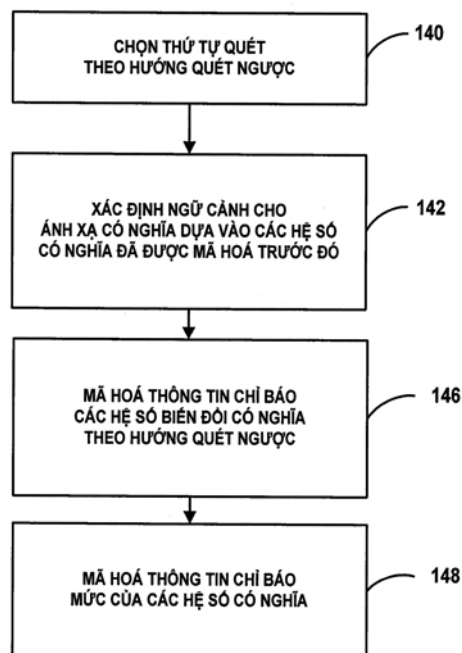 CHỌN THỨ TỰ QUÉT
THEO HƯỚNG QUÉT NGƯỢC
140
XÁC ĐỊNH NGỮ CẢNH CHO
ÁNH XẠ CÓ NGHĨA DỰA VÀO CÁC HỆ SỐ
CÓ NGHĨA ĐÃ ĐƯỢC MÃ HOÁ TRƯỚC ĐÓ
142
MÃ HOÁ THÔNG TIN CHỈ BÁO
CÁC HỆ SỐ BIẾN ĐỔI CÓ NGHĨA
THEO HƯỚNG QUÉT NGƯỢC
146
MÃ HOÁ THÔNG TIN CHỈ BÁO
MỨC CỦA CÁC HỆ SỐ CÓ NGHĨA
148